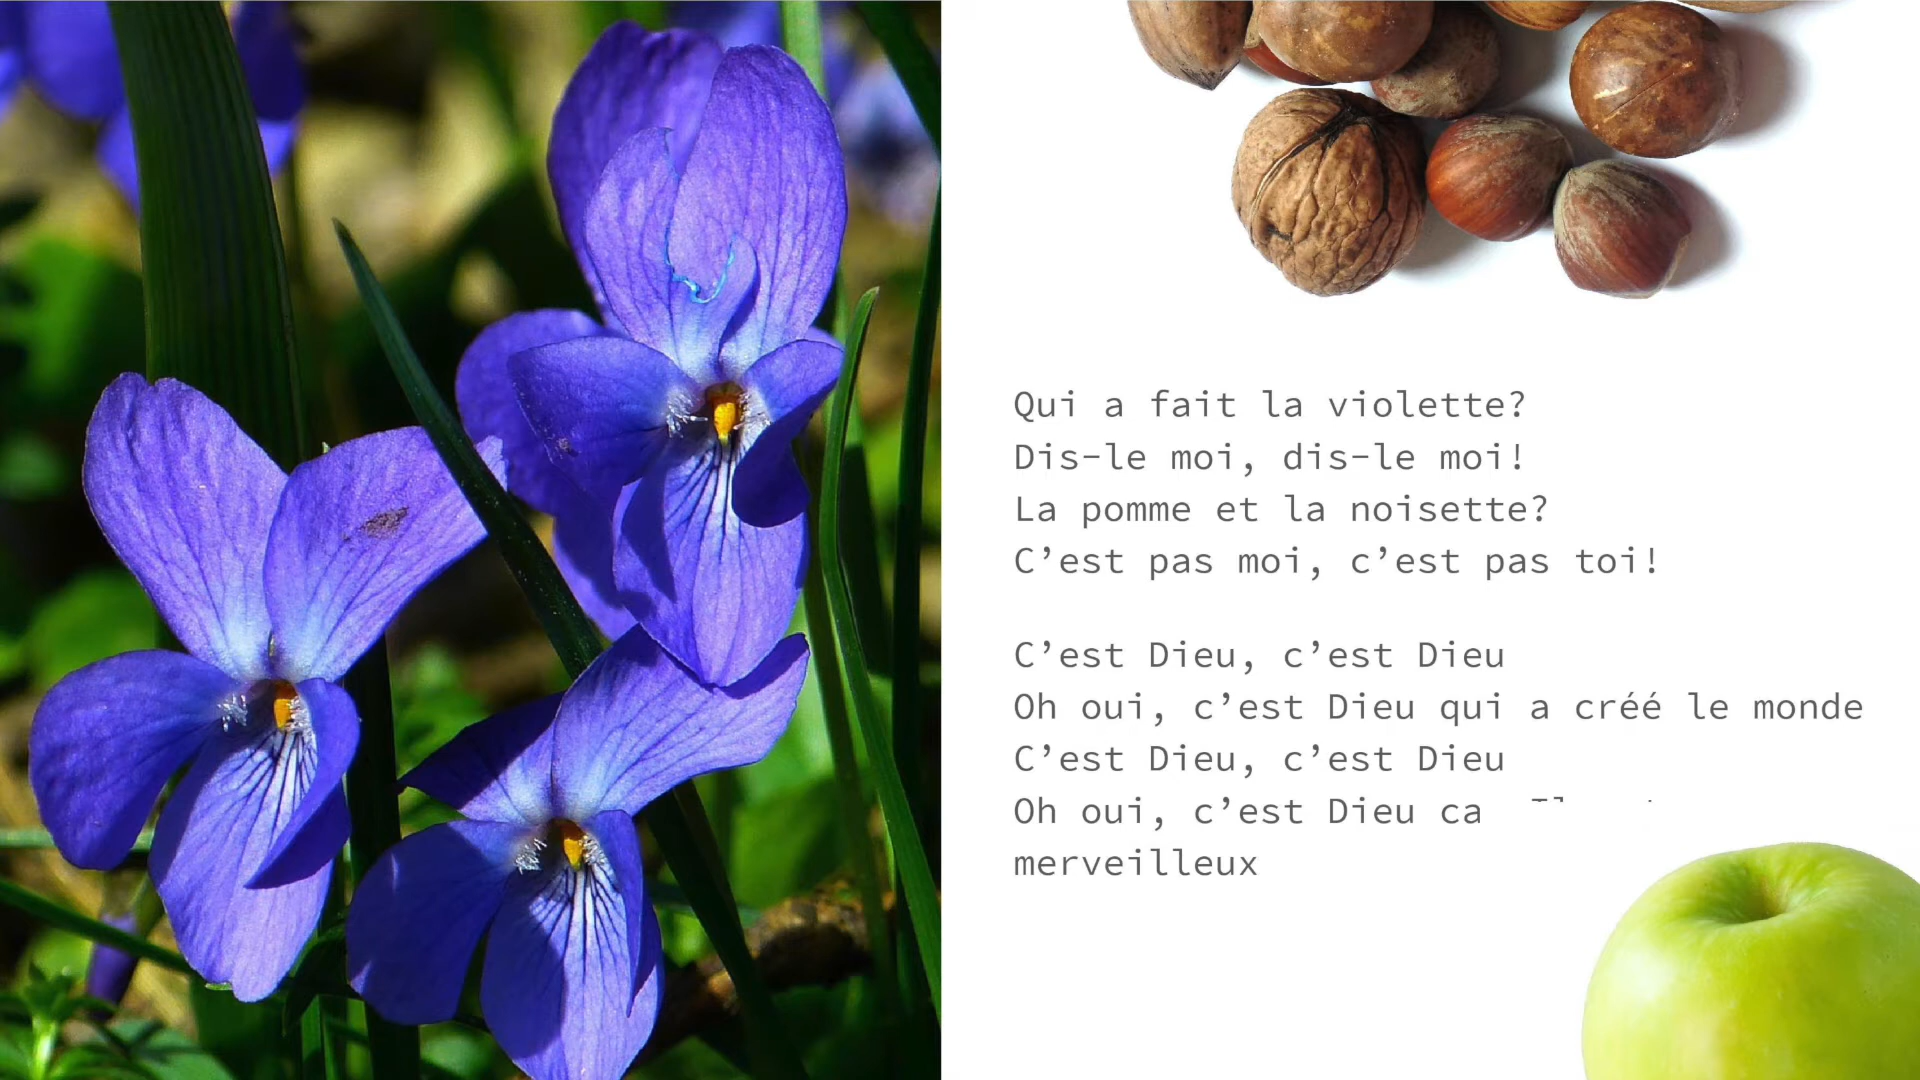 Qui a fait la violette?
Dis-le moi, dis-le moi!
La pomme et la noisette?
C’est pas moi, c’est pas toi!
C’est Dieu, c’est Dieu
Oh oui, c’est Dieu qui a créé le monde
C’est Dieu, c’est Dieu
Oh oui, c’est Dieu ca
merveilleux